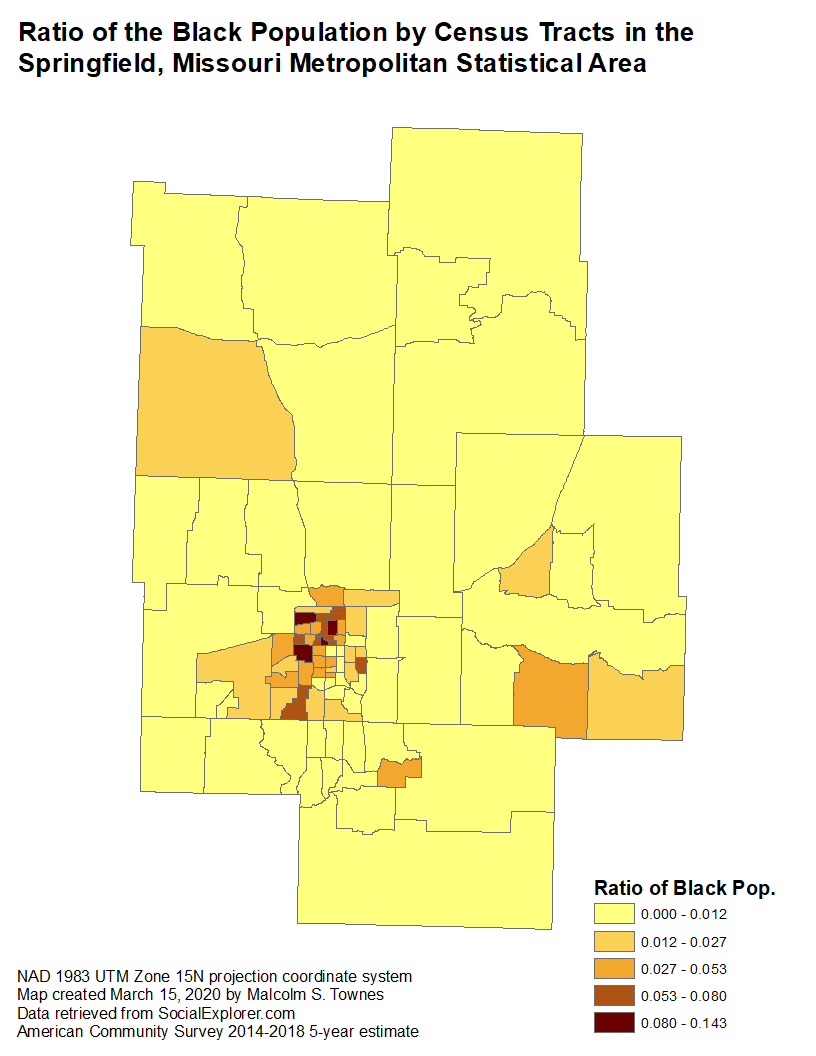 Ratio of the Black Population by Census Tracts in the
Springfield, Missouri Metropolitan Statistical Area
Ratio of Black Pop.
0.000 - 0.012
0.012 - 0.027
0.027 - 0.053
0.053 - 0.080
0.080 - 0.143
NAD 1983 UTM Zone 15N projection coordinate system
Map created March 15, 2020 by Malcolm S. Townes
Data retrieved from SocialExplorer.com
American Community Survey 2014-2018 5-year estimate